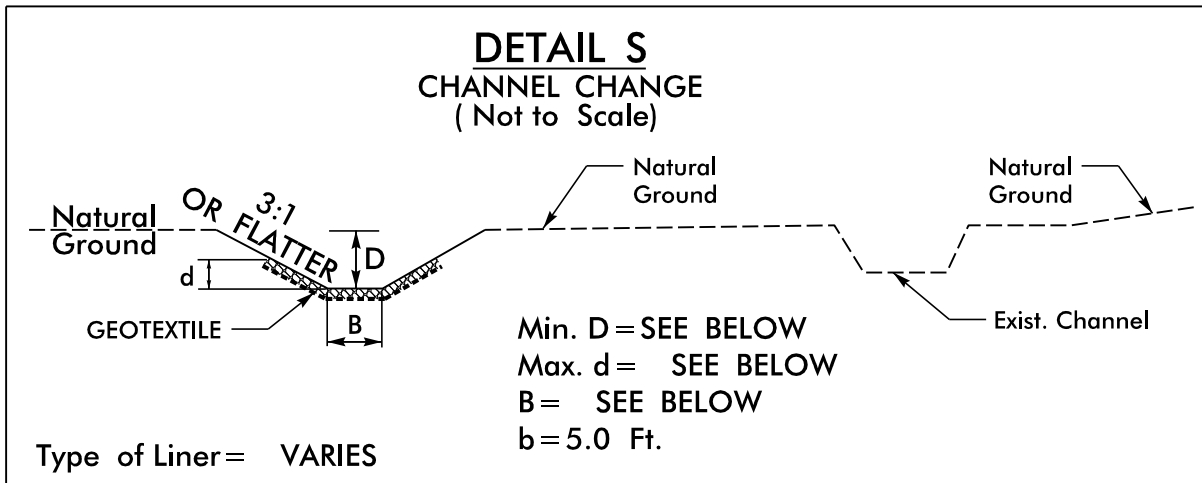 DETAIL S
CHANNEL CHANGE
( Not to Scale)
Natural
Ground
Natural
Ground
Natural
Ground
3:1
OR FLATTER
D
d
B
GEOTEXTILE
Exist. Channel
Min. D = SEE BELOW
Max. d = SEE BELOW
B = SEE BELOW
b = 5.0 Ft.
Type of Liner = VARIES